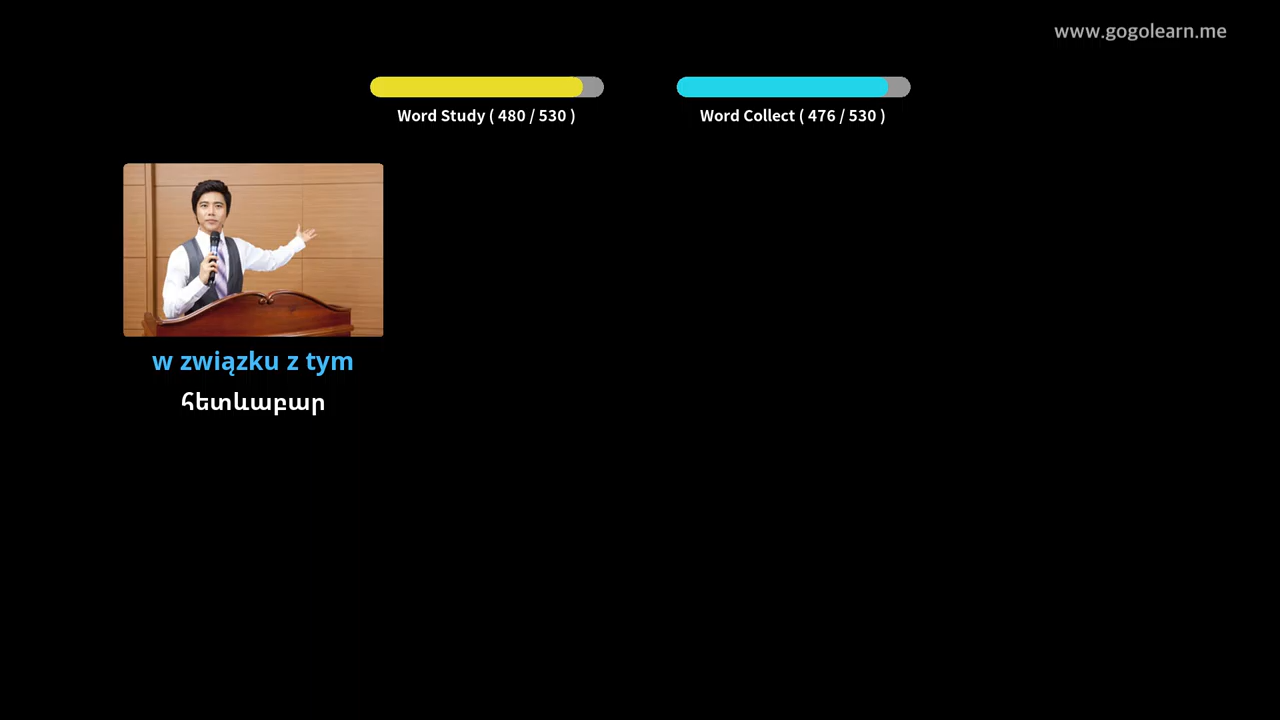 www.gogolearn.me
Word Study ( 480 / 530 )
Word Collect ( 476 / 530 )
w związku z tym
հետևաբար